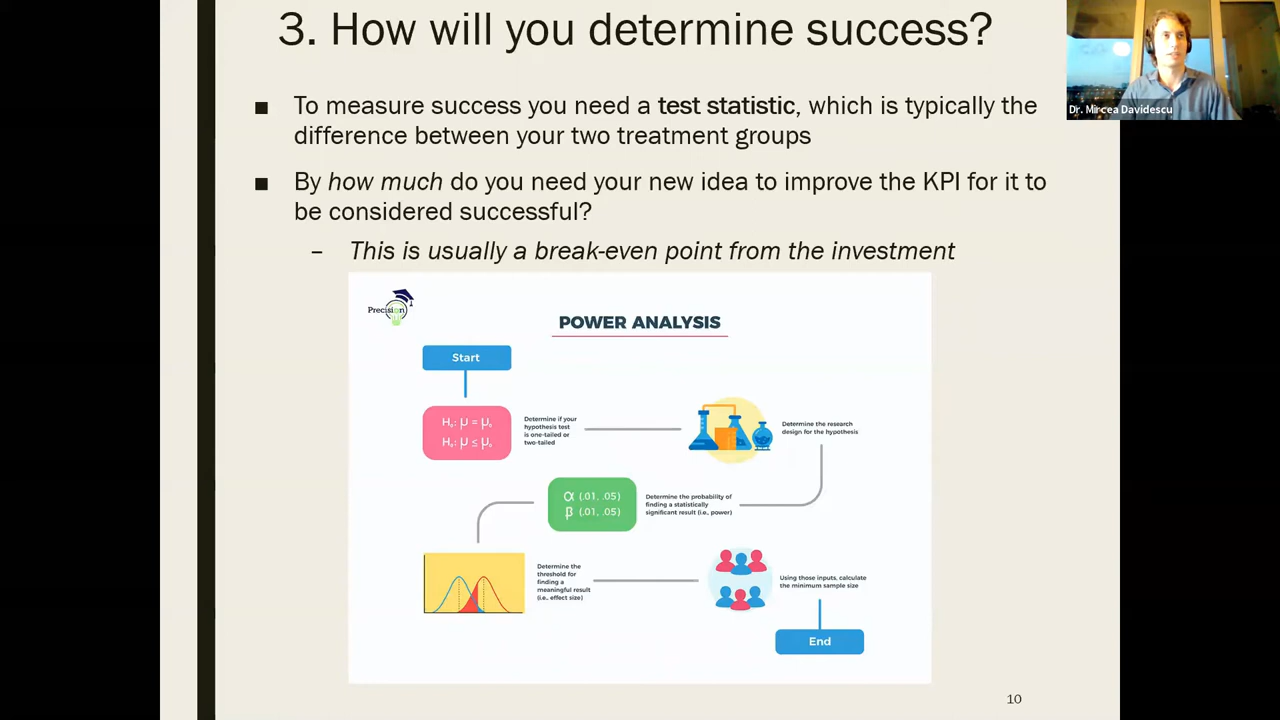 3. How will you determine success?
Dr. Mircea Davidescu
■ To measure success you need a test statistic, which is typically the
difference between your two treatment groups
■ By how much do you need your new idea to improve the KPI for it to
be considered successful?
– This is usually a break-even point from the investment
Precision
POWER ANALYSIS
Start
H₀: μ = μ₀
H₀: μ ≤ μ₀
Determine if your
hypothesis test
is one-tailed or
two-tailed
Determine the research
design for the hypothesis
α (.01, .05)
β (.01, .05)
Determine the probability of
finding a statistically
significant result (i.e., power)
Determine the
threshold for
finding a
meaningful result
(i.e., effect size)
Using those inputs, calculate
the minimum sample size
End
10